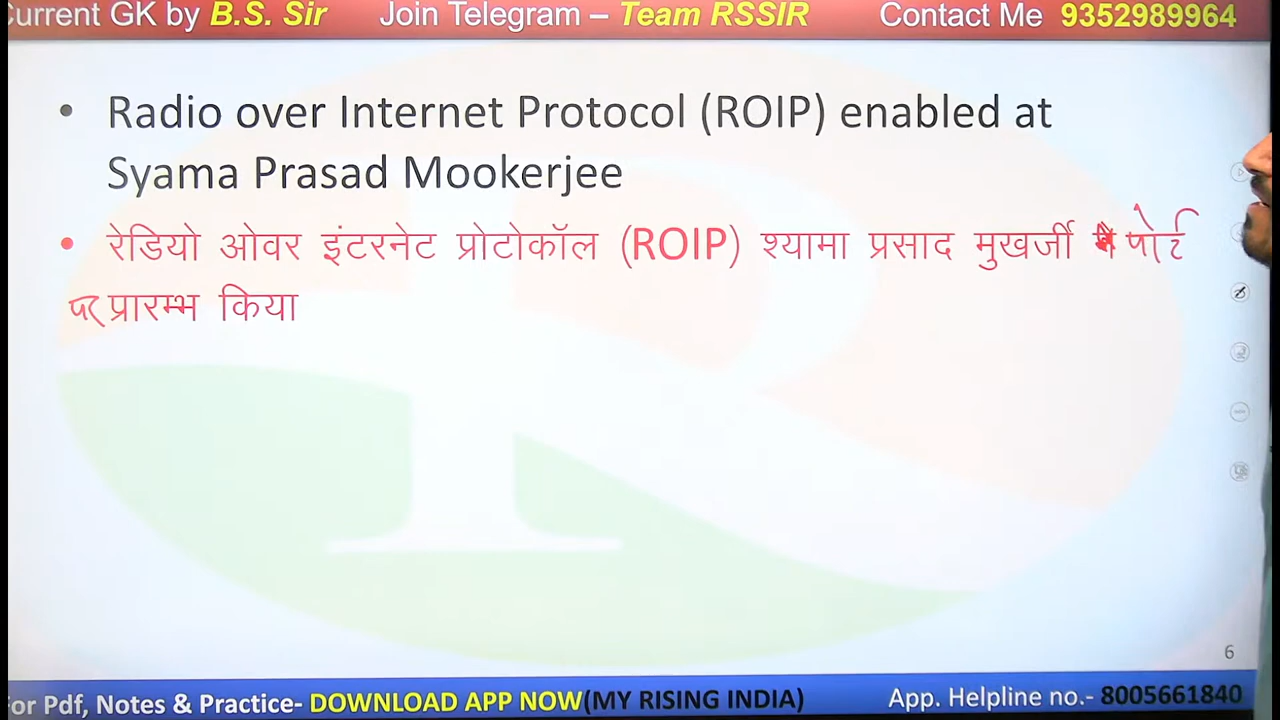 Current GK by B.S. Sir Join Telegram – Team RSSIR Contact Me 9352989964
• Radio over Internet Protocol (ROIP) enabled at
Syama Prasad Mookerjee
• रेडियो ओवर इंटरनेट प्रोटोकॉल (ROIP) श्यामा प्रसाद मुखर्जी पोर्ट
पर प्रारम्भ किया
6
For Pdf, Notes & Practice- DOWNLOAD APP NOW(MY RISING INDIA) App. Helpline no.- 8005661840